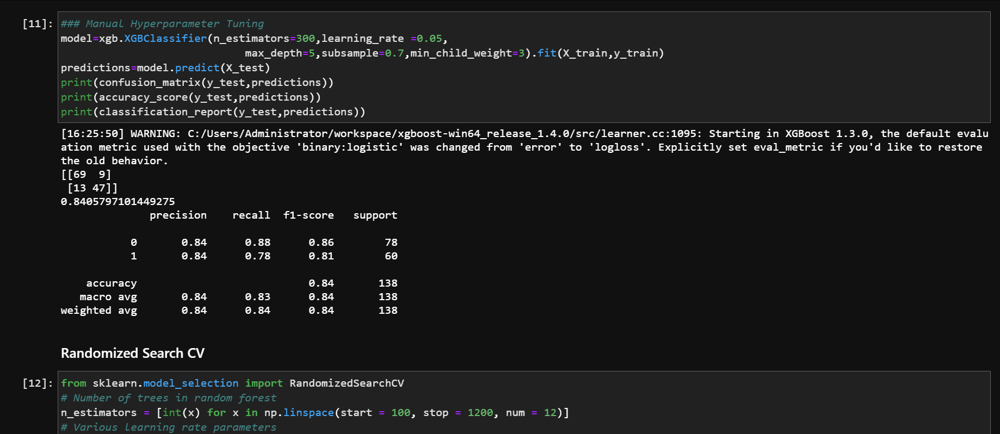 [11]: ### Manual Hyperparameter Tuning
model=xgb.XGBClassifier(n_estimators=300,learning_rate =0.05,
                             max_depth=5,subsample=0.7,min_child_weight=3).fit(X_train,y_train)
predictions=model.predict(X_test)
print(confusion_matrix(y_test,predictions))
print(accuracy_score(y_test,predictions))
print(classification_report(y_test,predictions))
[16:25:50] WARNING: C:/Users/Administrator/workspace/xgboost-win64_release_1.4.0/src/learner.cc:1095: Starting in XGBoost 1.3.0, the default evalu
ation metric used with the objective 'binary:logistic' was changed from 'error' to 'logloss'. Explicitly set eval_metric if you'd like to restore
the old behavior.
[[69  9]
 [13 47]]
0.8405797101449275
              precision    recall  f1-score   support
           0       0.84      0.88      0.86        78
           1       0.84      0.78      0.81        60
    accuracy                           0.84       138
   macro avg       0.84      0.83      0.84       138
weighted avg       0.84      0.84      0.84       138
Randomized Search CV
[12]: from sklearn.model_selection import RandomizedSearchCV
# Number of trees in random forest
n_estimators = [int(x) for x in np.linspace(start = 100, stop = 1200, num = 12)]
# Various learning rate parameters